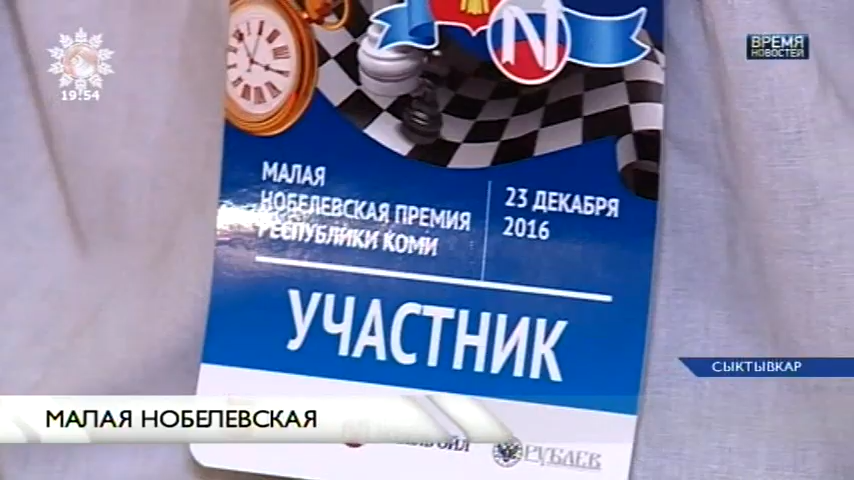 19:54
ВРЕМЯ
НОВОСТЕЙ
N
МАЛАЯ
НОБЕЛЕВСКАЯ ПРЕМИЯ
РЕСПУБЛИКИ КОМИ
23 ДЕКАБРЯ
2016
УЧАСТНИК
СЫКТЫВКАР
МАЛАЯ НОБЕЛЕВСКАЯ
РУБЛЕВ